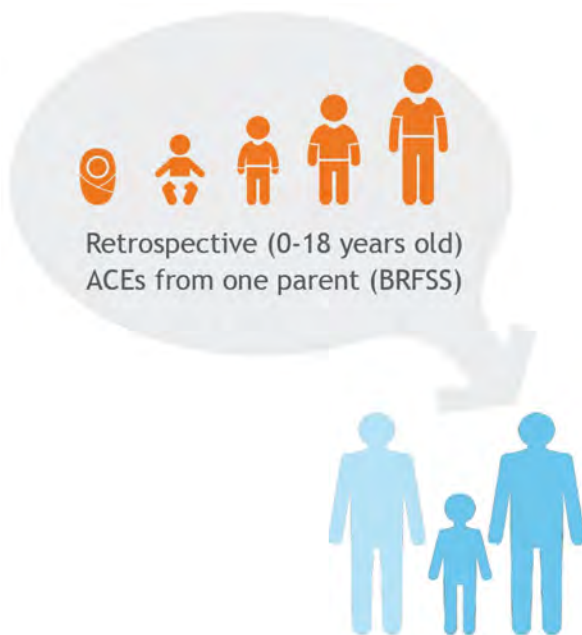 Retrospective (0-18 years old)
ACEs from one parent (BRFSS)